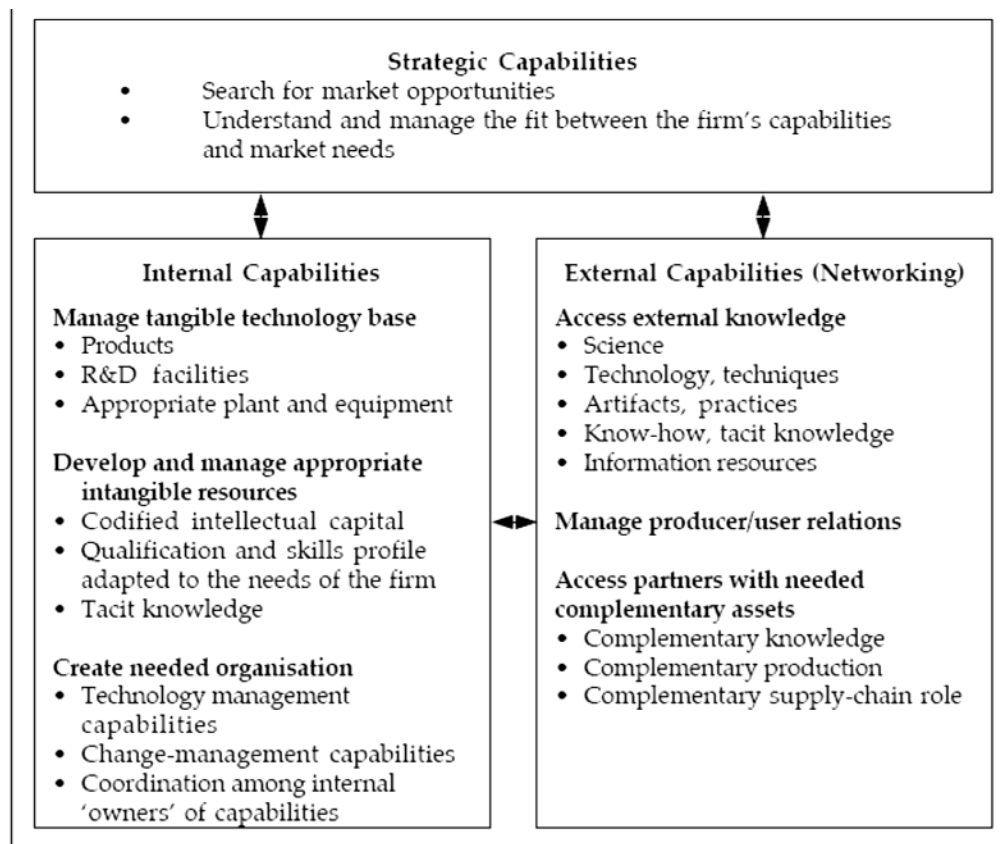 Strategic Capabilities
• Search for market opportunities
• Understand and manage the fit between the firm's capabilities
and market needs
Internal Capabilities
Manage tangible technology base
• Products
• R&D facilities
• Appropriate plant and equipment
Develop and manage appropriate
intangible resources
• Codified intellectual capital
• Qualification and skills profile
adapted to the needs of the firm
• Tacit knowledge
Create needed organisation
• Technology management
capabilities
• Change-management capabilities
• Coordination among internal
'owners' of capabilities
External Capabilities (Networking)
Access external knowledge
• Science
• Technology, techniques
• Artifacts, practices
• Know-how, tacit knowledge
• Information resources
Manage producer/user relations
Access partners with needed
complementary assets
• Complementary knowledge
• Complementary production
• Complementary supply-chain role